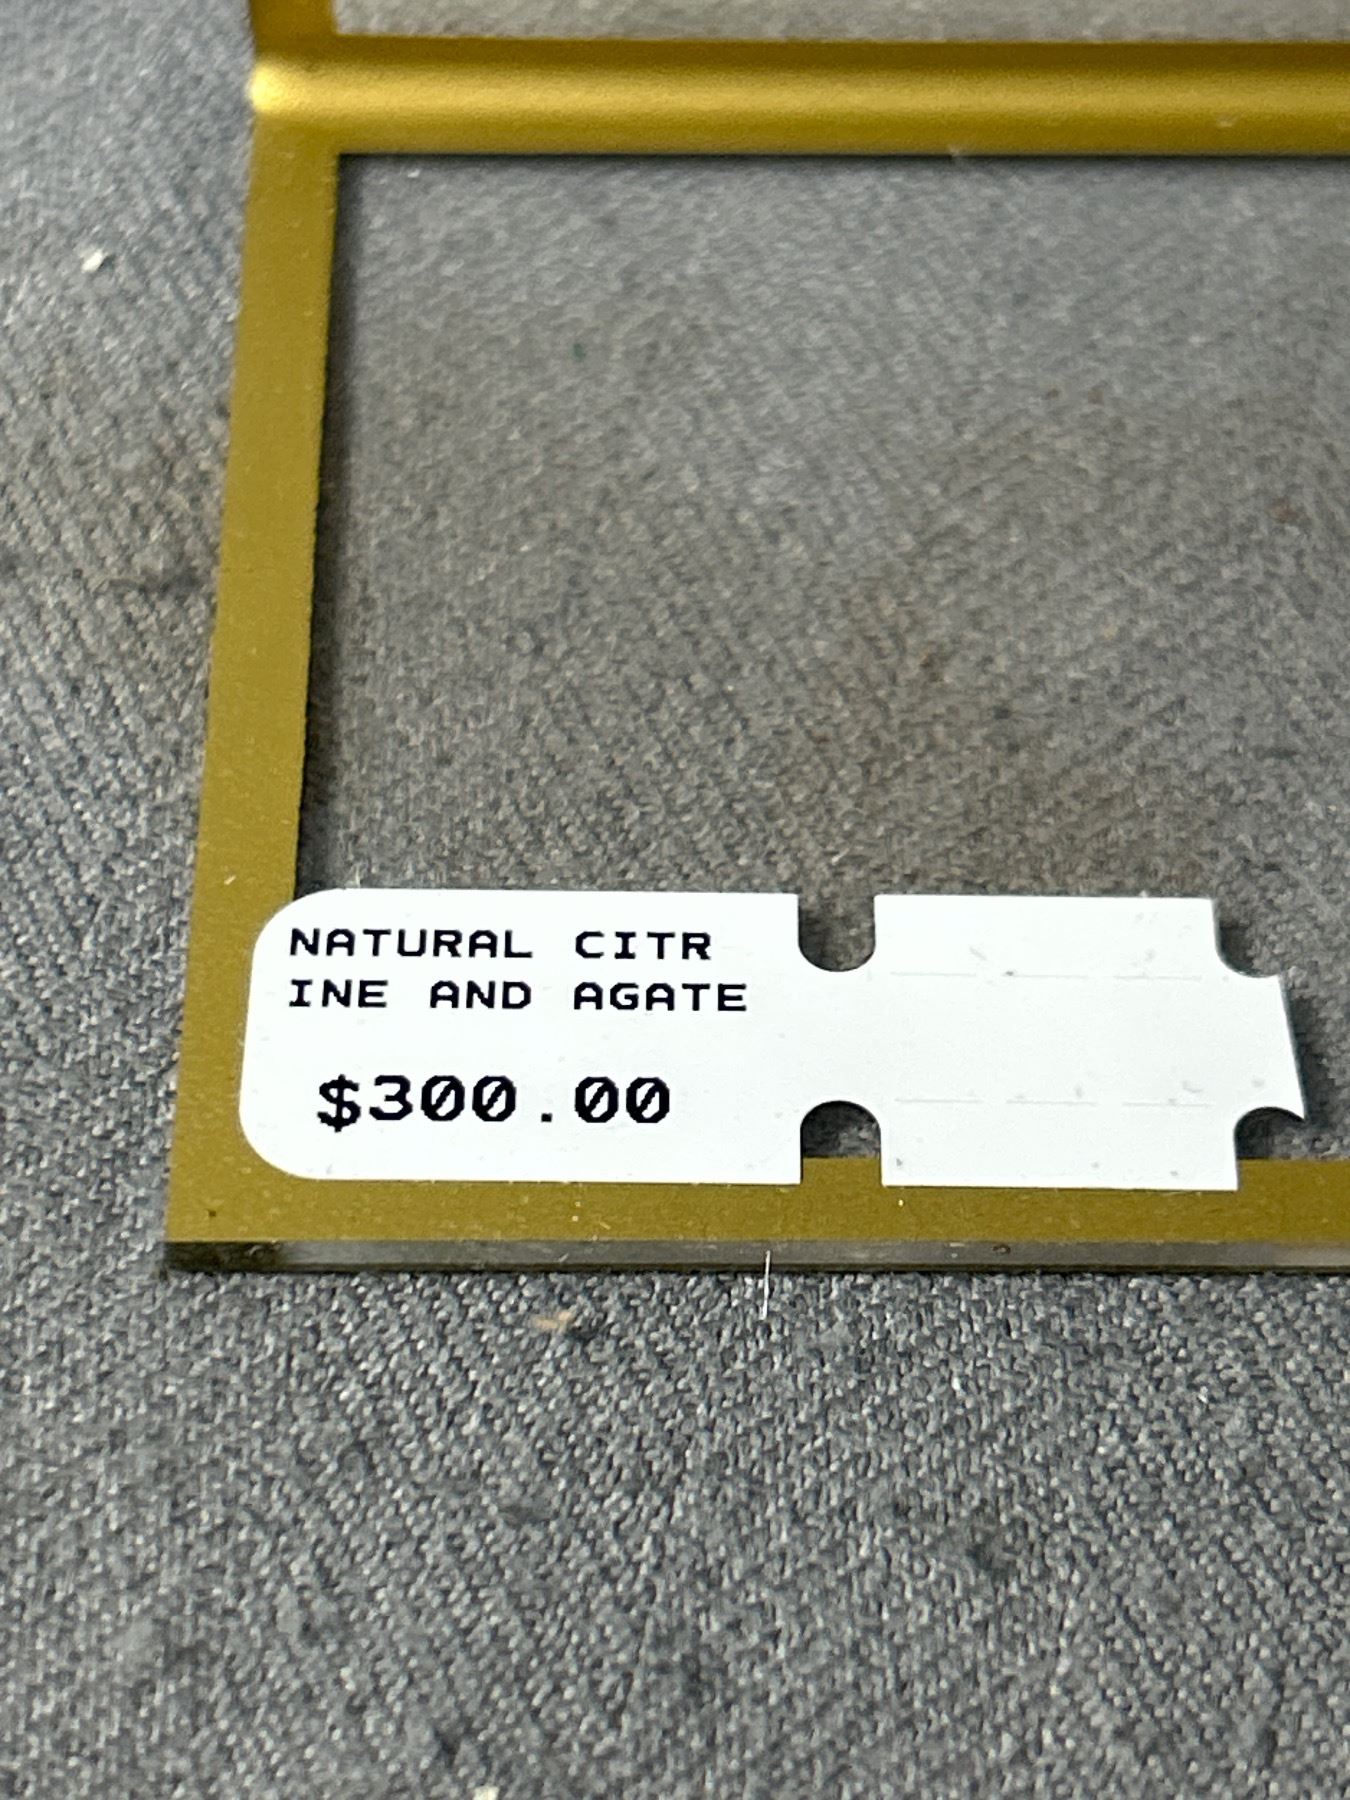 NATURAL CITR
INE AND AGATE
$300.00